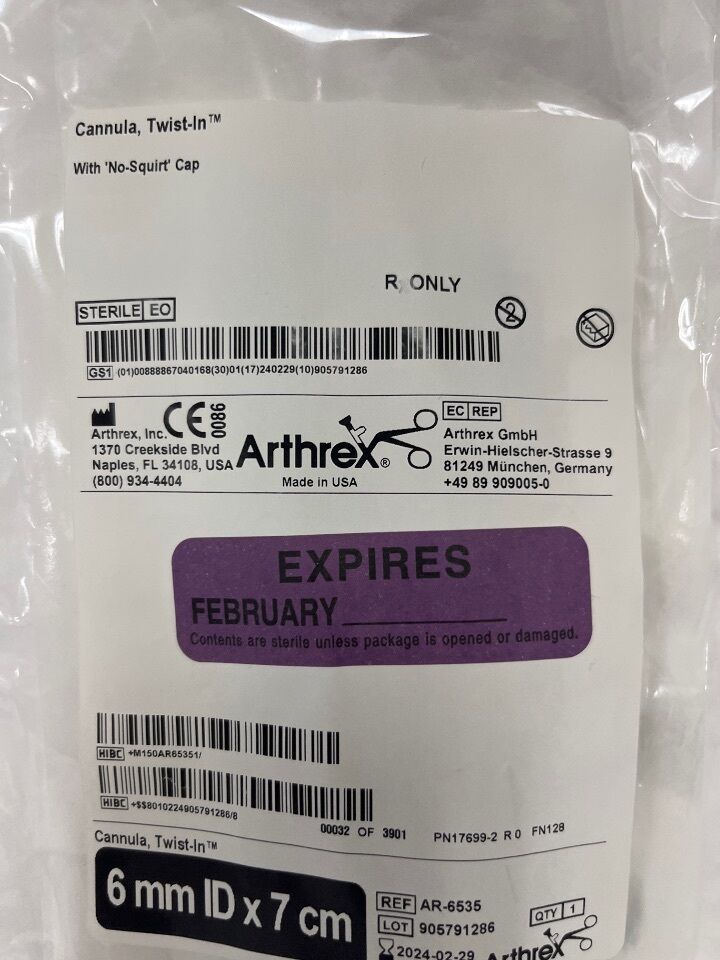 Cannula, Twist-In™
With 'No-Squirt' Cap
Rx ONLY
STERILE EO
2
GS1 (01)00888867040168(30)01(17)240229(10)905791286
CE 0086
Arthrex, Inc.
1370 Creekside Blvd
Naples, FL 34108, USA
(800) 934-4404
Arthrex®
Made in USA
EC REP
Arthrex GmbH
Erwin-Hielscher-Strasse 9
81249 München, Germany
+49 89 909005-0
EXPIRES
FEBRUARY
Contents are sterile unless package is opened or damaged.
HIBC +M150AR65351/
HIBC +$$8010224905791286/8
00032 OF 3901 PN17699-2 R 0 FN128
Cannula, Twist-In™
6 mm ID x 7 cm
REF AR-6535
LOT 905791286
QTY 1
2024-02-29
Arthrex